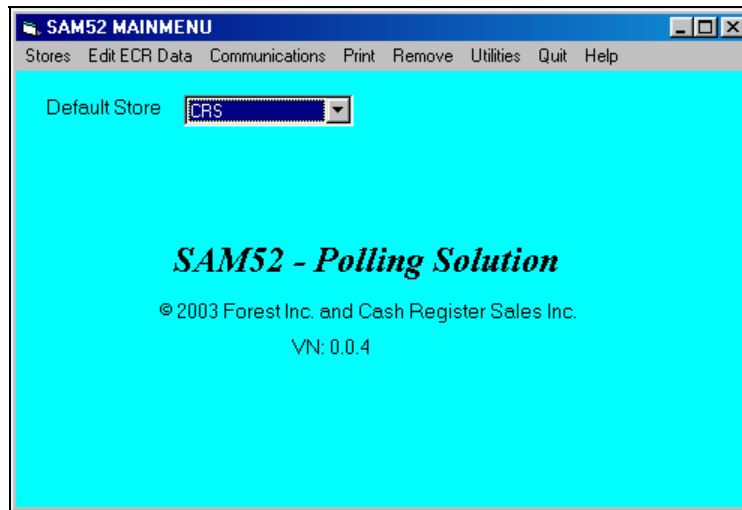 SAM52 MAINMENU
Stores Edit ECR Data Communications Print Remove Utilities Quit Help
Default Store CRS
SAM52 - Polling Solution
© 2003 Forest Inc. and Cash Register Sales Inc.
VN: 0.0.4